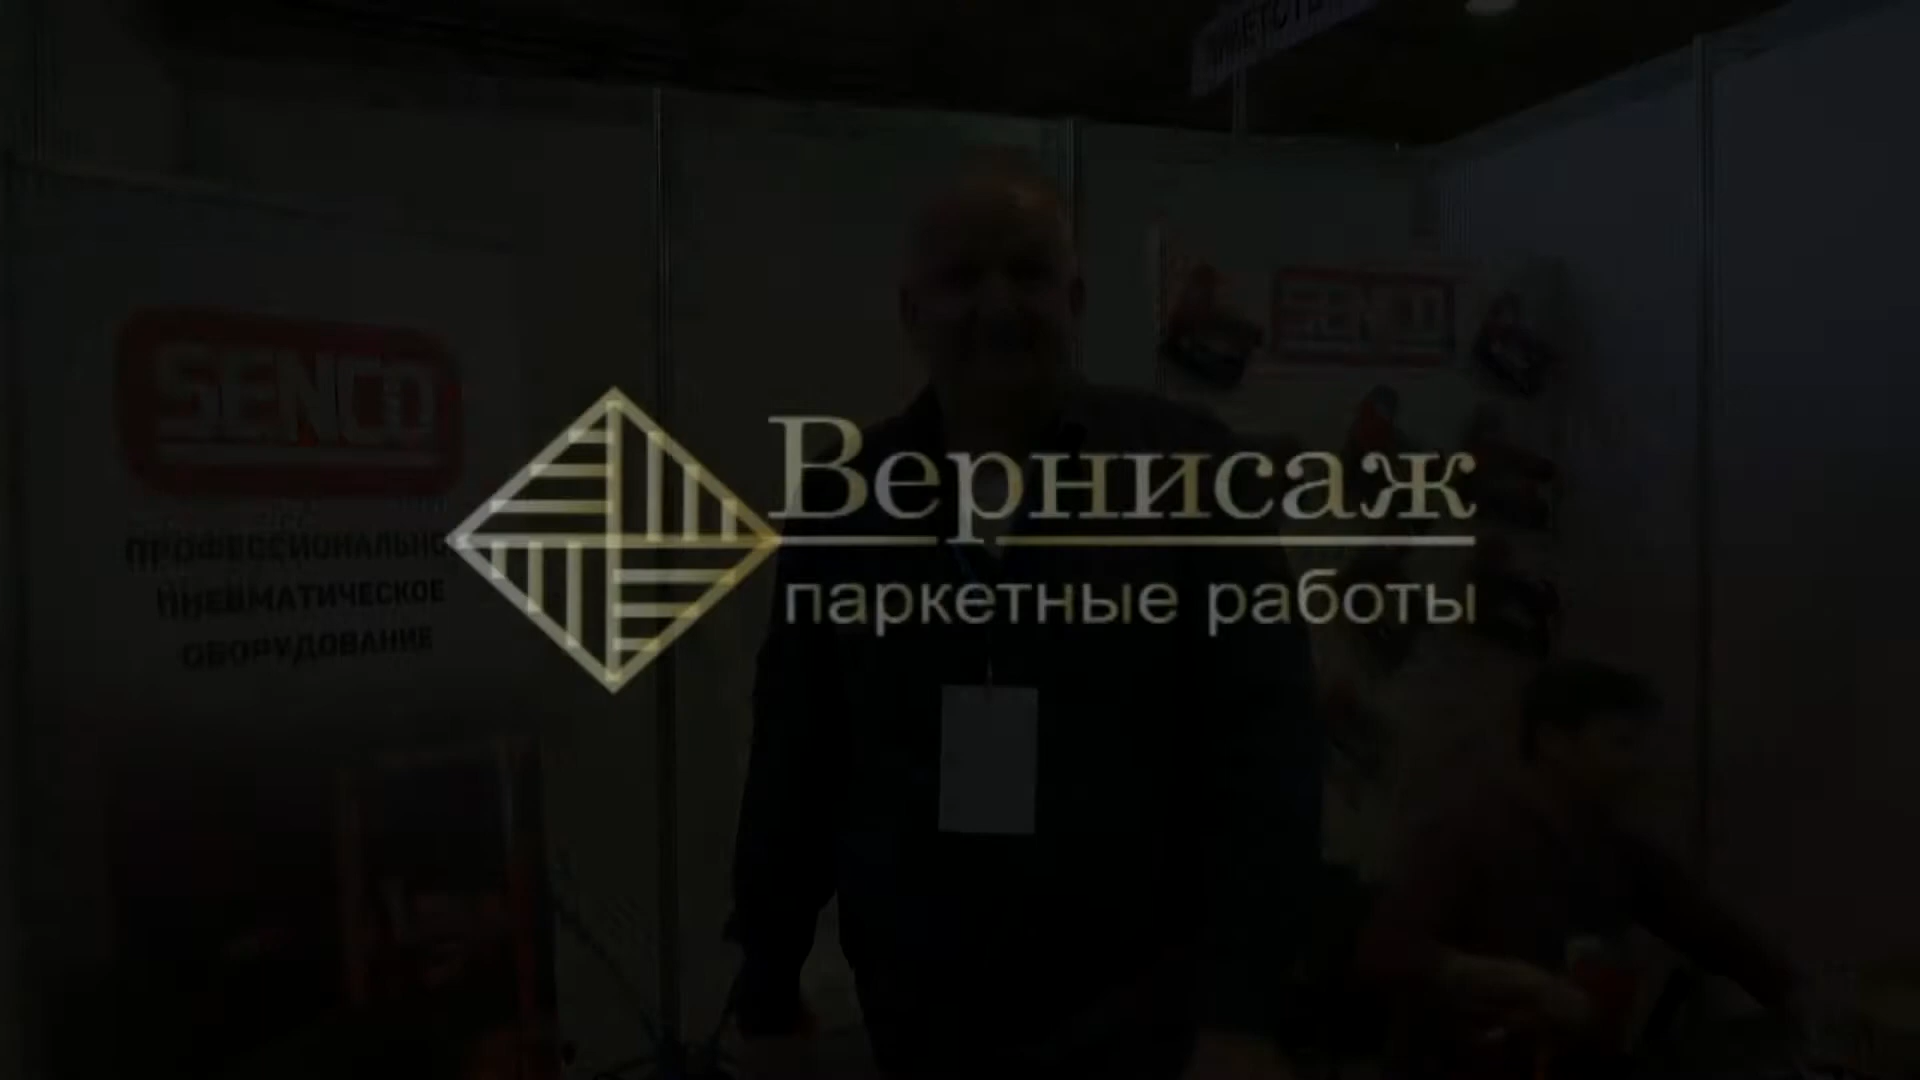 SENCO
SENCO
Вернисаж
паркетные работы
ПРОФЕССИОНАЛЬНОЕ
ПНЕВМАТИЧЕСКОЕ
ОБОРУДОВАНИЕ